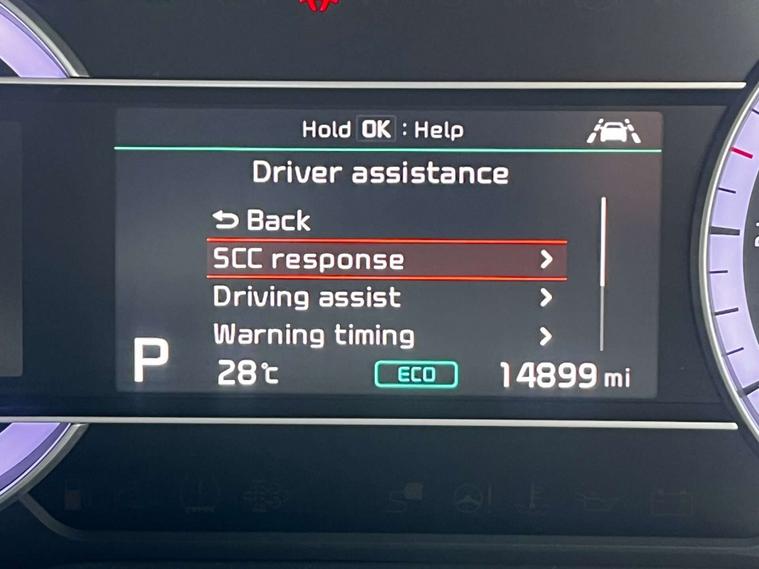 Hold OK : Help
Driver assistance
Back
SCC response
Driving assist
Warning timing
P
28℃ ECO 14899 mi